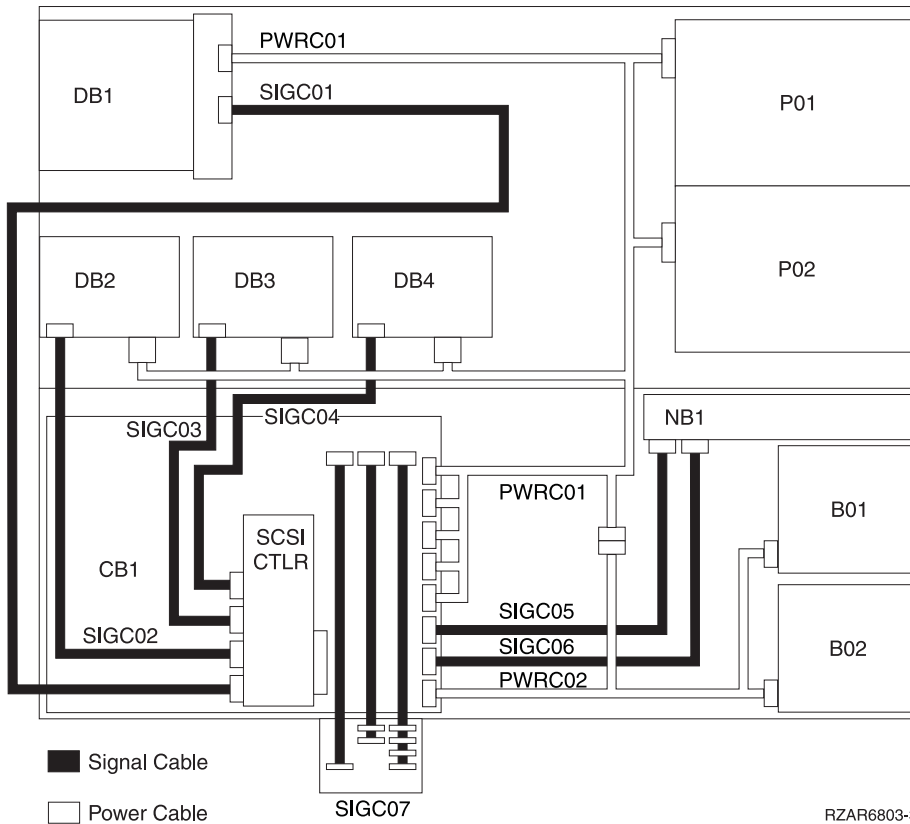 PWRC01
DB1
SIGC01
P01
P02
DB2
DB3
DB4
SIGC04
SIGC03
NB1
PWRC01
B01
SCSI
CTLR
CB1
SIGC05
SIGC02
SIGC06
B02
PWRC02
Signal Cable
Power Cable
SIGC07
RZAR6803-